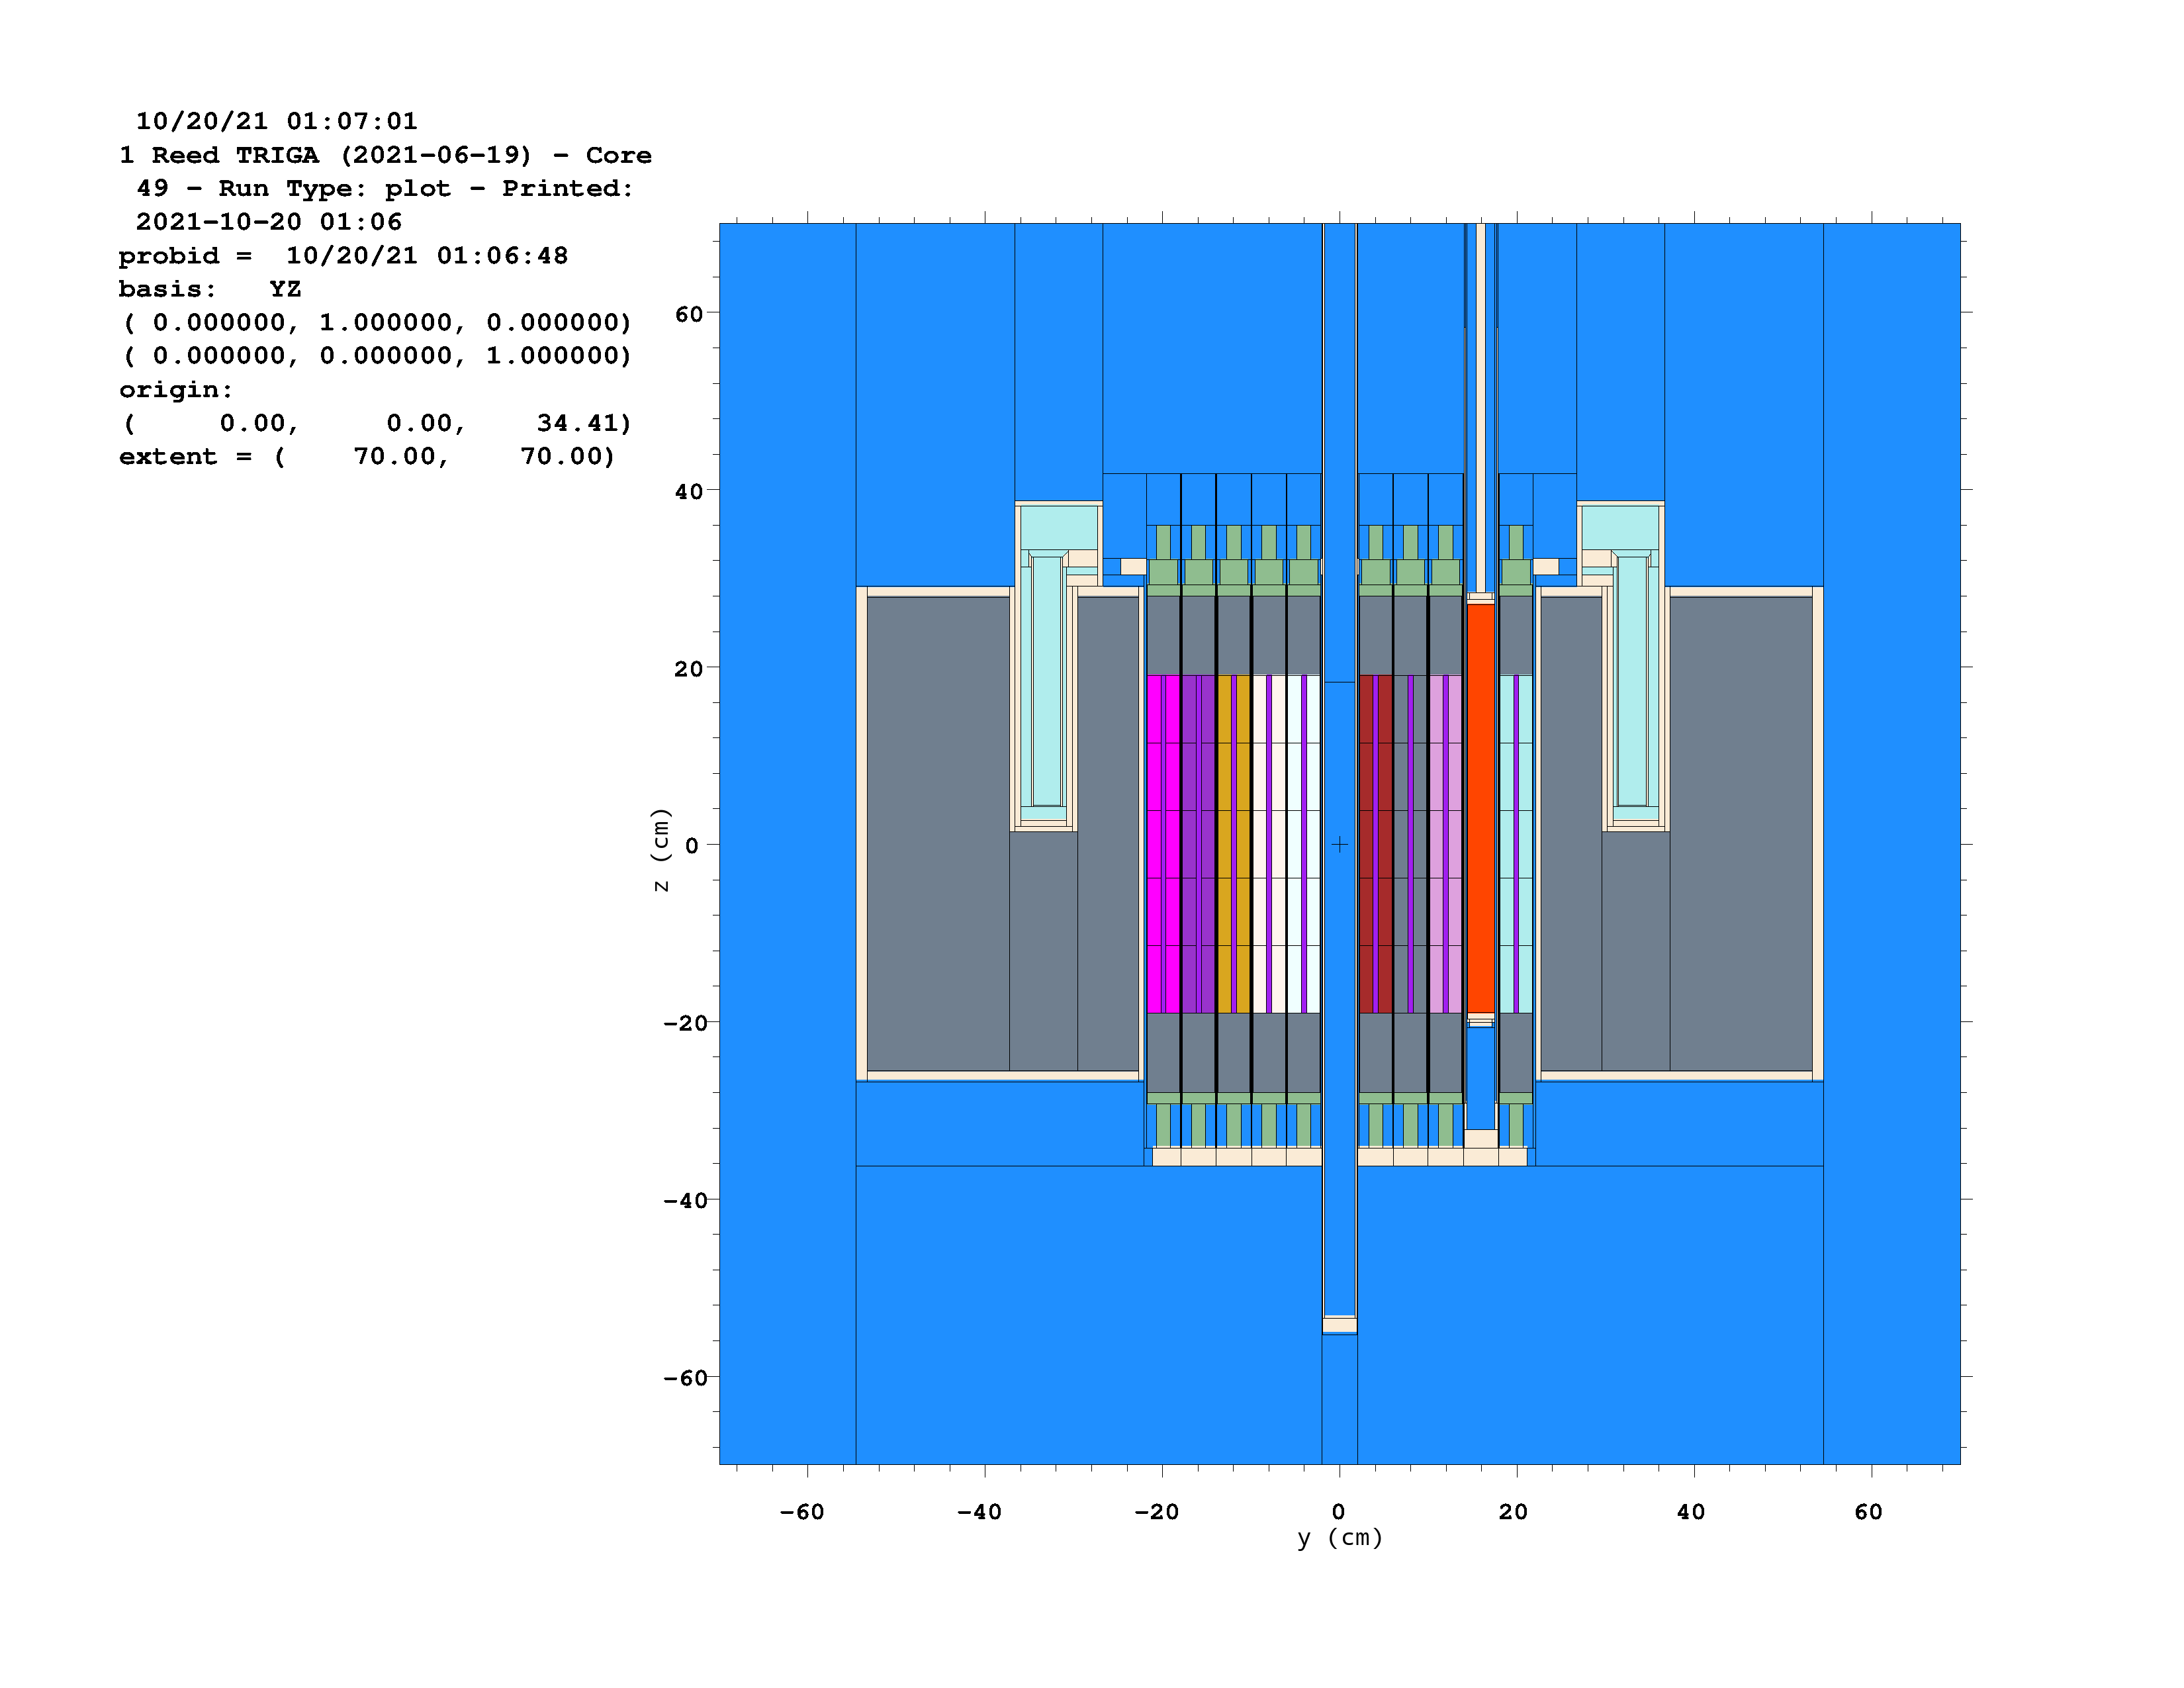 10/20/21 01:07:01
1 Reed TRIGA (2021-06-19) - Core
49 - Run Type: plot - Printed:
2021-10-20 01:06
probid = 10/20/21 01:06:48
basis: YZ
( 0.000000, 1.000000, 0.000000)
( 0.000000, 0.000000, 1.000000)
origin:
( 0.00, 0.00, 34.41)
extent = ( 70.00, 70.00)
60
40
20
0
-20
-40
-60
z (cm)
-60 -40 -20 0 20 40 60
y (cm)